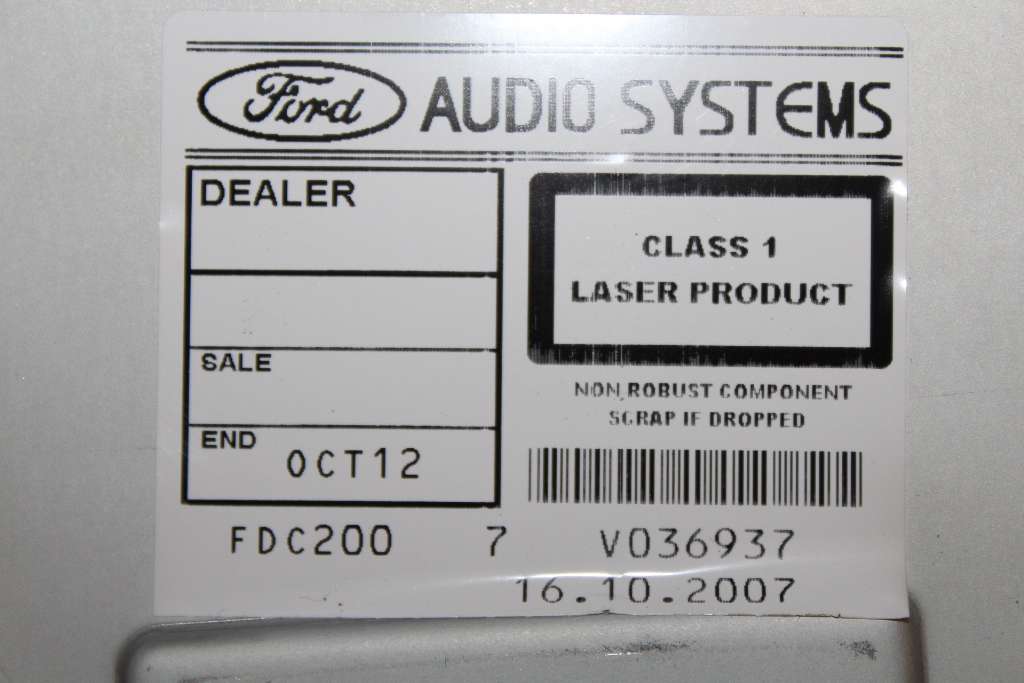 Ford AUDIO SYSTEMS
DEALER
CLASS 1
LASER PRODUCT
SALE
NON ROBUST COMPONENT
SCRAP IF DROPPED
END
OCT12
FDC200 7 V036937
16.10.2007